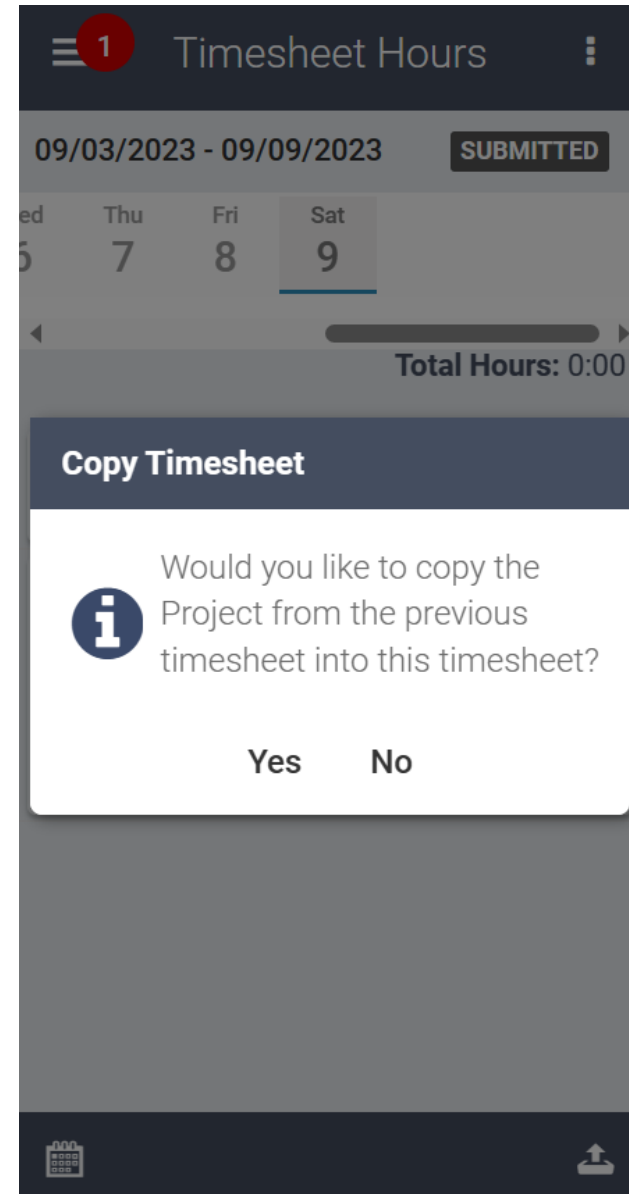 1 Timesheet Hours
09/03/2023 - 09/09/2023 SUBMITTED
ed Thu Fri Sat
6 7 8 9
Total Hours: 0:00
Copy Timesheet
Would you like to copy the
Project from the previous
timesheet into this timesheet?
Yes No